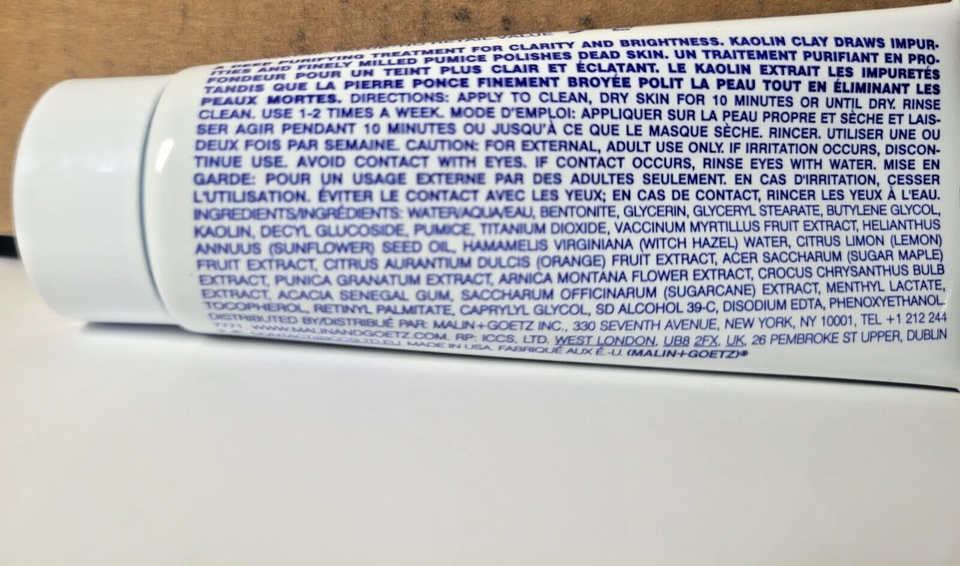 RETAIL VALUE
A DEEP PURIFYING TREATMENT FOR CLARITY AND BRIGHTNESS. KAOLIN CLAY DRAWS IMPUR-
ITIES AND FINELY MILLED PUMICE POLISHES DEAD SKIN. UN TRAITEMENT PURIFIANT EN PRO-
FONDEUR POUR UN TEINT PLUS CLAIR ET ÉCLATANT. LE KAOLIN EXTRAIT LES IMPURETÉS
TANDIS QUE LA PIERRE PONCE FINEMENT BROYÉE POLIT LA PEAU TOUT EN ÉLIMINANT LES
PEAUX MORTES. DIRECTIONS: APPLY TO CLEAN, DRY SKIN FOR 10 MINUTES OR UNTIL DRY. RINSE
CLEAN. USE 1-2 TIMES A WEEK. MODE D'EMPLOI: APPLIQUER SUR LA PEAU PROPRE ET SÈCHE ET LAIS-
SER AGIR PENDANT 10 MINUTES OU JUSQU'À CE QUE LE MASQUE SÈCHE. RINCER. UTILISER UNE OU
DEUX FOIS PAR SEMAINE. CAUTION: FOR EXTERNAL, ADULT USE ONLY. IF IRRITATION OCCURS, DISCON-
TINUE USE. AVOID CONTACT WITH EYES. IF CONTACT OCCURS, RINSE EYES WITH WATER. MISE EN
GARDE: POUR UN USAGE EXTERNE PAR DES ADULTES SEULEMENT. EN CAS D'IRRITATION, CESSER
L'UTILISATION. ÉVITER LE CONTACT AVEC LES YEUX; EN CAS DE CONTACT, RINCER LES YEUX À L'EAU.
INGREDIENTS/INGRÉDIENTS: WATER/AQUA/EAU, BENTONITE, GLYCERIN, GLYCERYL STEARATE, BUTYLENE GLYCOL,
KAOLIN, DECYL GLUCOSIDE, PUMICE, TITANIUM DIOXIDE, VACCINUM MYRTILLUS FRUIT EXTRACT, HELIANTHUS
ANNUUS (SUNFLOWER) SEED OIL, HAMAMELIS VIRGINIANA (WITCH HAZEL) WATER, CITRUS LIMON (LEMON)
FRUIT EXTRACT, CITRUS AURANTIUM DULCIS (ORANGE) FRUIT EXTRACT, ACER SACCHARUM (SUGAR MAPLE)
EXTRACT, PUNICA GRANATUM EXTRACT, ARNICA MONTANA FLOWER EXTRACT, CROCUS CHRYSANTHUS BULB
EXTRACT, ACACIA SENEGAL GUM, SACCHARUM OFFICINARUM (SUGARCANE) EXTRACT, MENTHYL LACTATE,
TOCOPHEROL, RETINYL PALMITATE, CAPRYLYL GLYCOL, SD ALCOHOL 39-C, DISODIUM EDTA, PHENOXYETHANOL.
DISTRIBUTED BY/DISTRIBUÉ PAR: MALIN+GOETZ INC., 330 SEVENTH AVENUE, NEW YORK, NY 10001, TEL +1 212 244
7771. WWW.MALINANDGOETZ.COM. RP: ICCS, LTD. WEST LONDON, UB8 2FX, UK, 26 PEMBROKE ST UPPER, DUBLIN
MADE IN USA. FABRIQUÉ AUX É.-U. (MALIN+GOETZ)®